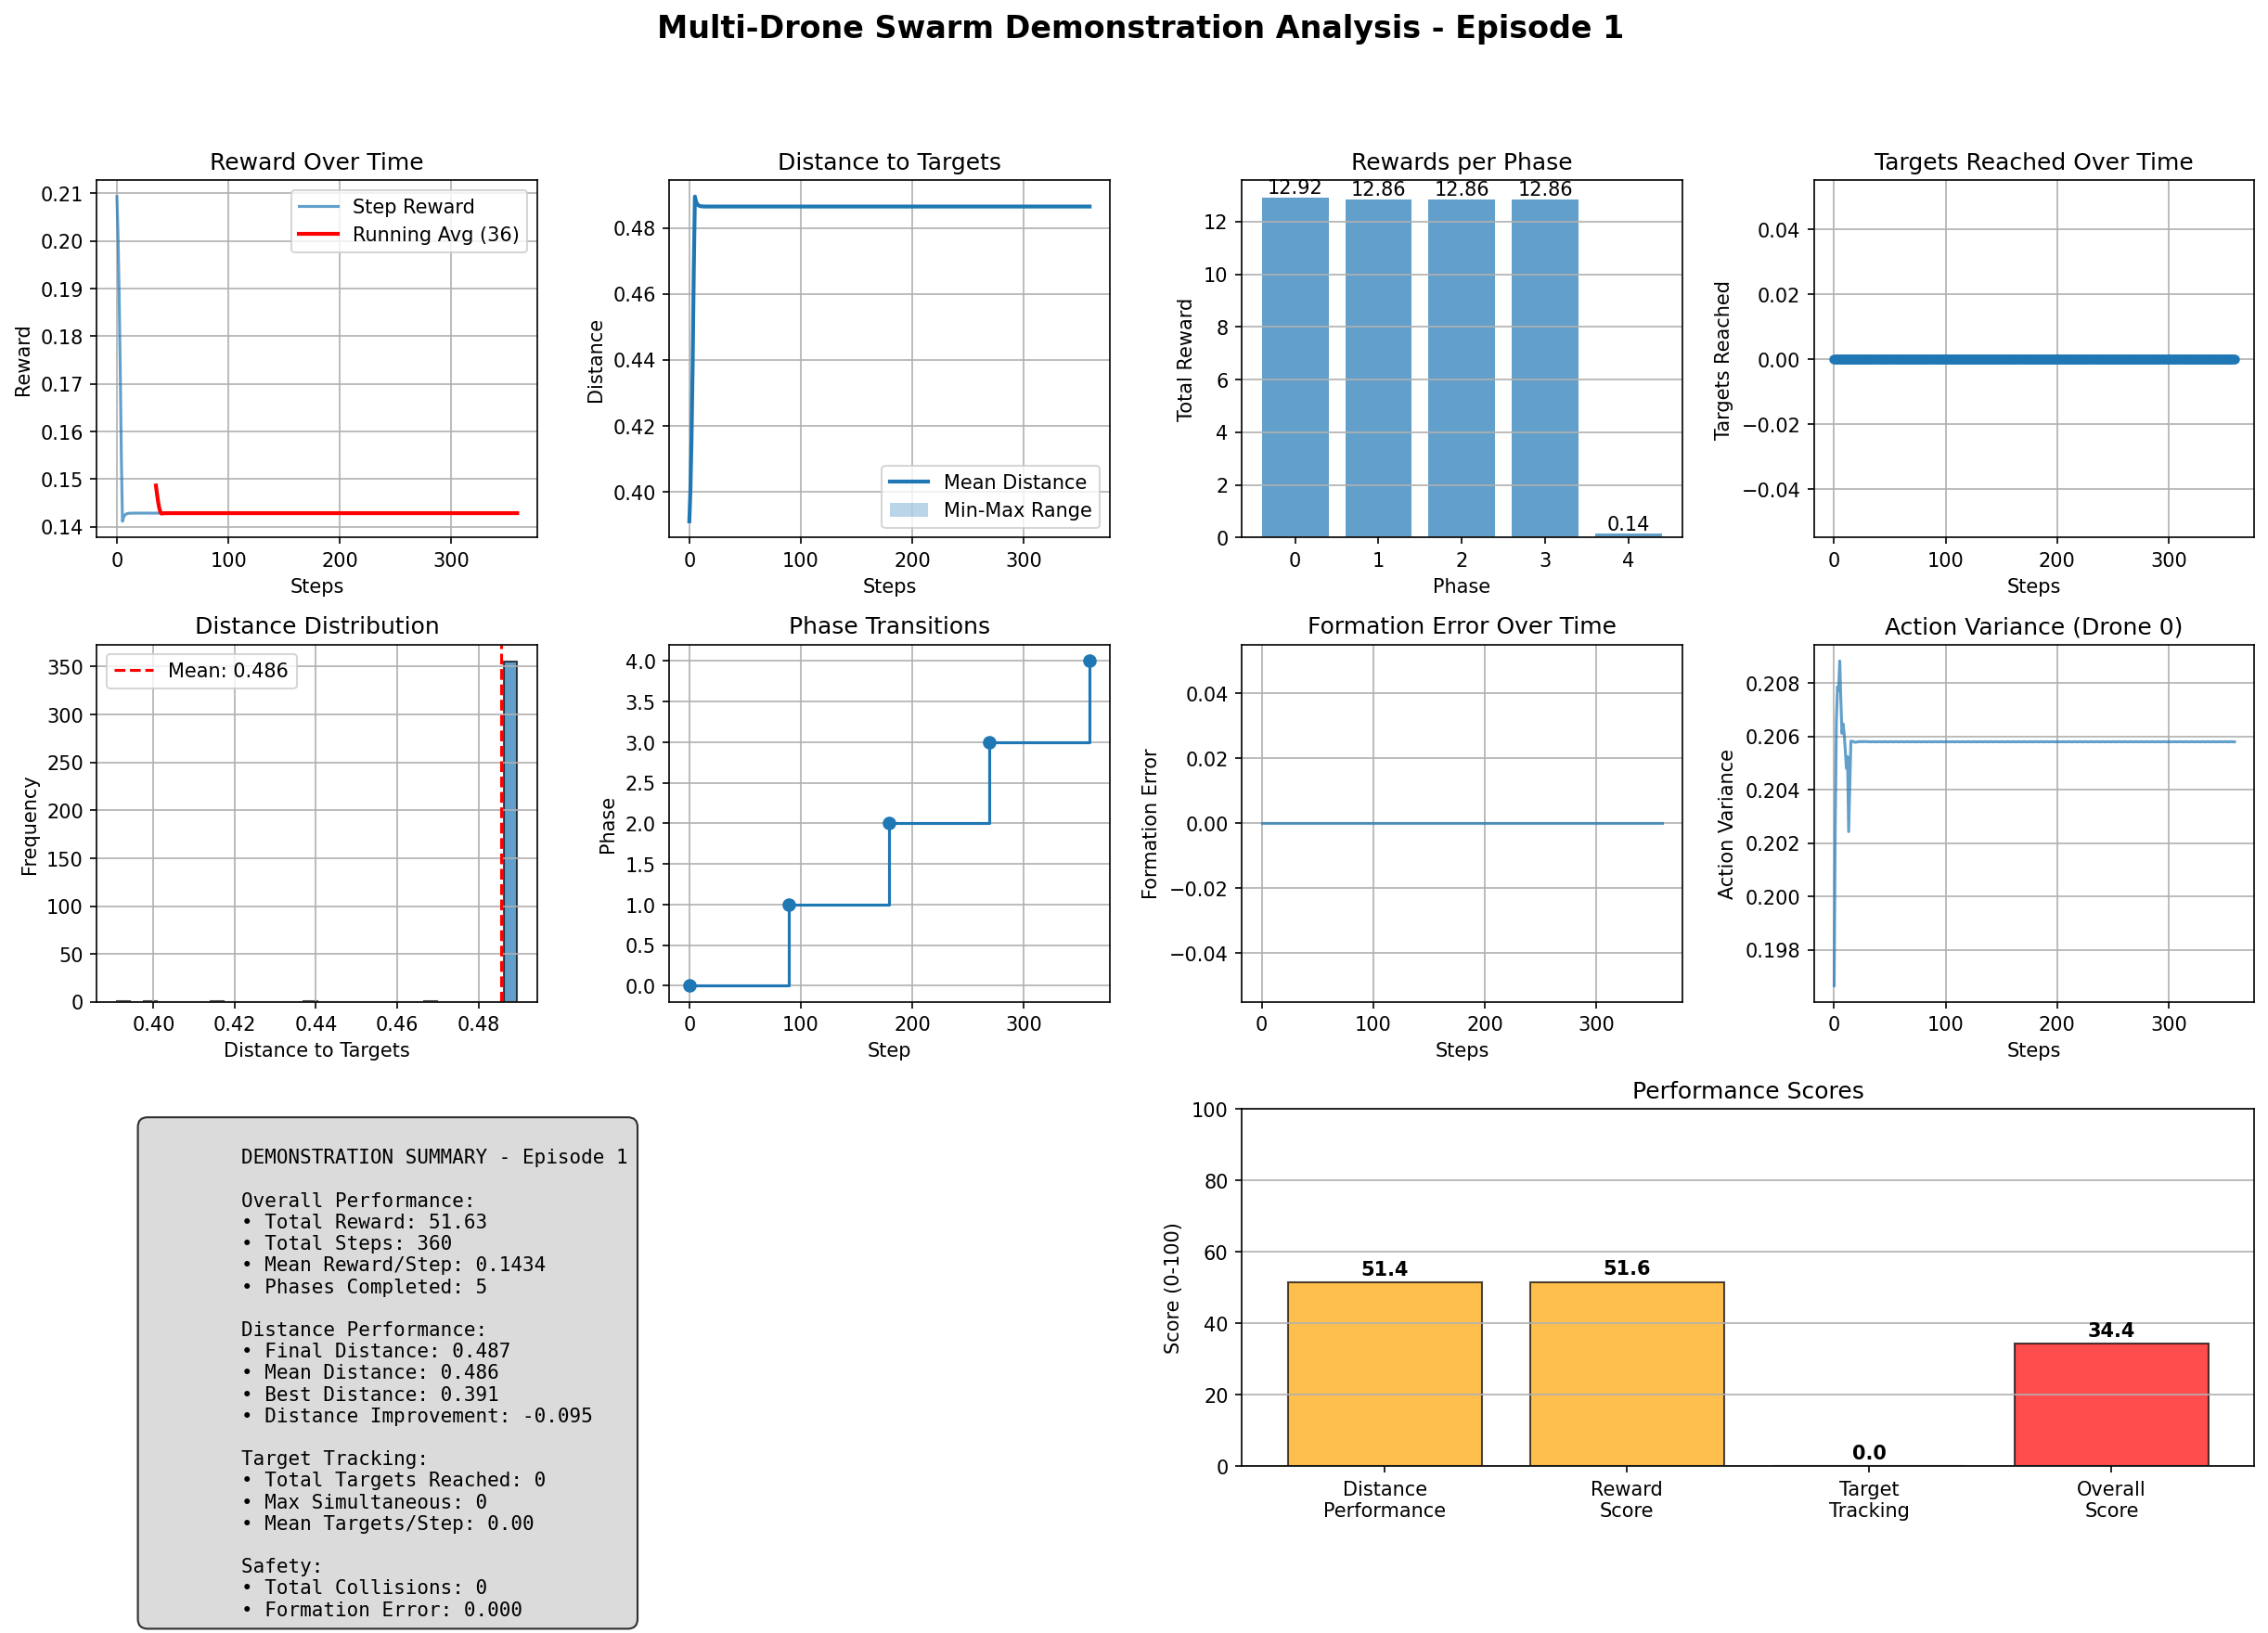 Multi-Drone Swarm Demonstration Analysis - Episode 1
Reward Over Time
0.21
0.20
0.19
0.18
0.17
0.16
0.15
0.14
Reward
Step Reward
Running Avg (36)
0 100 200 300
Steps
Distance to Targets
0.48
0.46
0.44
0.42
0.40
Distance
Mean Distance
Min-Max Range
0 100 200 300
Steps
Rewards per Phase
12.92 12.86 12.86 12.86 0.14
12
10
8
6
4
2
0
Total Reward
0 1 2 3 4
Phase
Targets Reached Over Time
0.04
0.02
0.00
−0.02
−0.04
Targets Reached
0 100 200 300
Steps
Distance Distribution
350
300
250
200
150
100
50
0
Frequency
Mean: 0.486
0.40 0.42 0.44 0.46 0.48
Distance to Targets
Phase Transitions
4.0
3.5
3.0
2.5
2.0
1.5
1.0
0.5
0.0
Phase
0 100 200 300
Step
Formation Error Over Time
0.04
0.02
0.00
−0.02
−0.04
Formation Error
0 100 200 300
Steps
Action Variance (Drone 0)
0.208
0.206
0.204
0.202
0.200
0.198
Action Variance
0 100 200 300
Steps
DEMONSTRATION SUMMARY - Episode 1
Overall Performance:
• Total Reward: 51.63
• Total Steps: 360
• Mean Reward/Step: 0.1434
• Phases Completed: 5
Distance Performance:
• Final Distance: 0.487
• Mean Distance: 0.486
• Best Distance: 0.391
• Distance Improvement: -0.095
Target Tracking:
• Total Targets Reached: 0
• Max Simultaneous: 0
• Mean Targets/Step: 0.00
Safety:
• Total Collisions: 0
• Formation Error: 0.000
Performance Scores
100
80
60
40
20
0
Score (0-100)
51.4 51.6 0.0 34.4
Distance Performance
Reward Score
Target Tracking
Overall Score